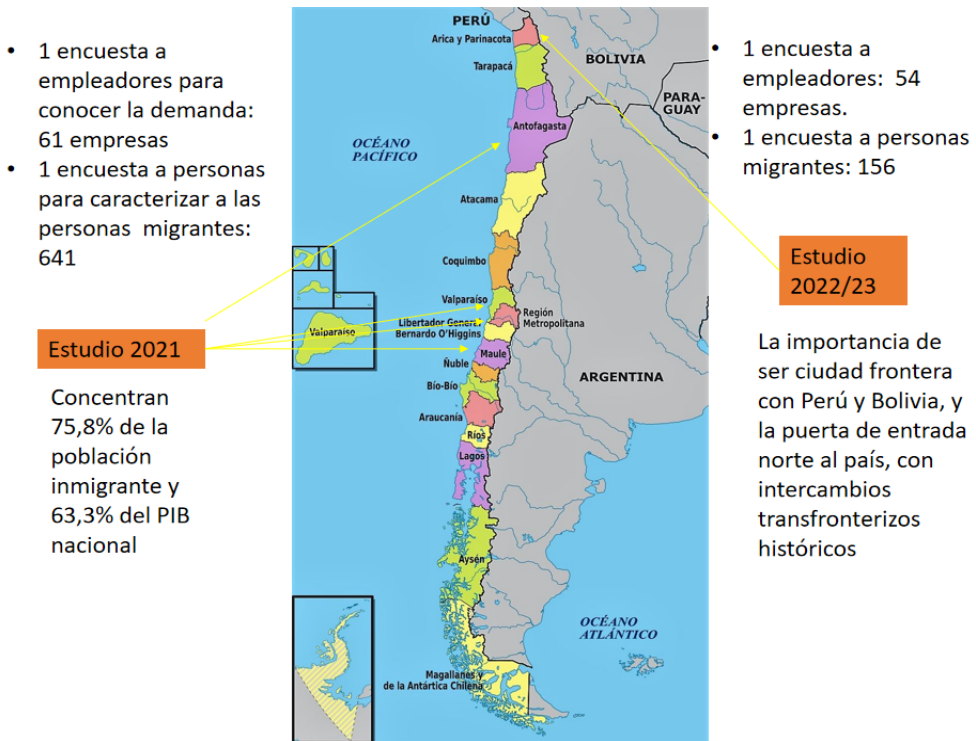 • 1 encuesta a
empleadores para
conocer la demanda:
61 empresas
• 1 encuesta a personas
para caracterizar a las
personas migrantes:
641
Estudio 2021
Concentran
75,8% de la
población
inmigrante y
63,3% del PIB
nacional
PERÚ
Arica y Parinacota
BOLIVIA
Tarapacá
PARA-
GUAY
Antofagasta
OCÉANO
PACÍFICO
Atacama
Coquimbo
Valparaíso
Región
Metropolitana
Libertador General
Bernardo O'Higgins
Valparaíso
Maule
Ñuble
ARGENTINA
Bío-Bío
Araucanía
Ríos
Lagos
Aysén
OCÉANO
ATLÁNTICO
Magallanes y
de la Antártica Chilena
• 1 encuesta a
empleadores: 54
empresas.
• 1 encuesta a personas
migrantes: 156
Estudio
2022/23
La importancia de
ser ciudad frontera
con Perú y Bolivia, y
la puerta de entrada
norte al país, con
intercambios
transfronterizos
históricos